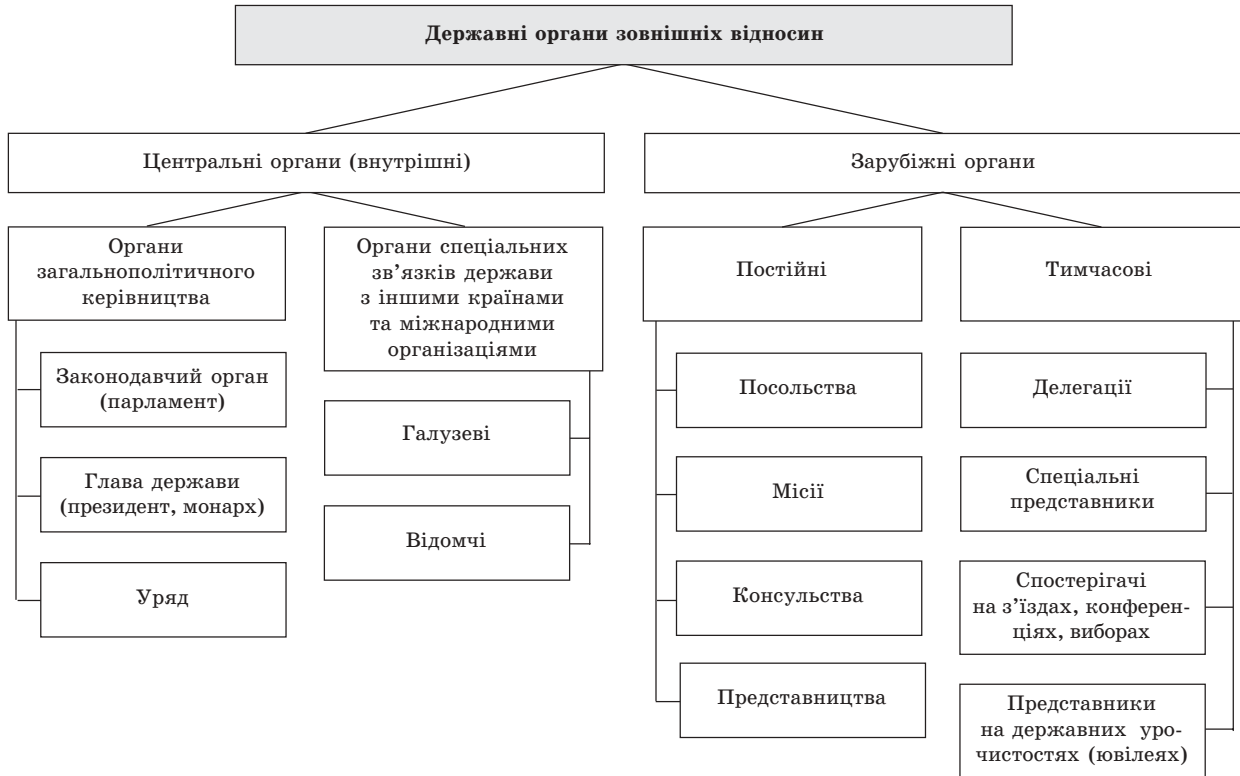 Державні органи зовнішніх відносин
Центральні органи (внутрішні)
Зарубіжні органи
Органи
загальнополітичного
керівництва
Органи спеціальних
зв’язків держави
з іншими країнами
та міжнародними
організаціями
Постійні
Тимчасові
Законодавчий орган
(парламент)
Глава держави
(президент, монарх)
Уряд
Галузеві
Відомчі
Посольства
Місії
Консульства
Представництва
Делегації
Спеціальні
представники
Спостерігачі
на з’їздах, конферен-
ціях, виборах
Представники
на державних уро-
чистостях (ювілеях)